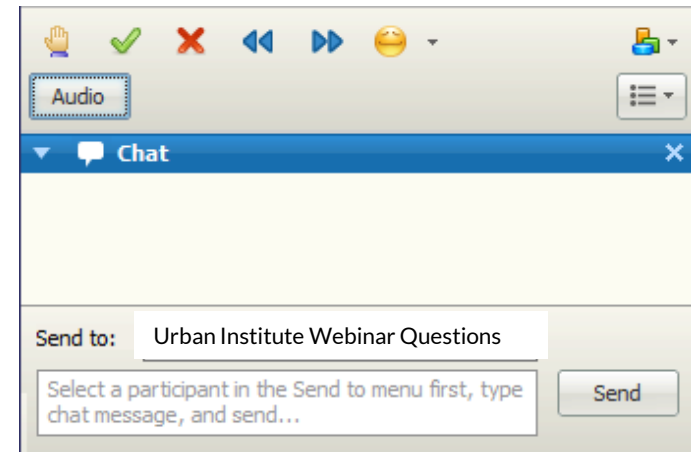 Audio
Chat
Send to: Urban Institute Webinar Questions
Select a participant in the Send to menu first, type
chat message, and send...
Send